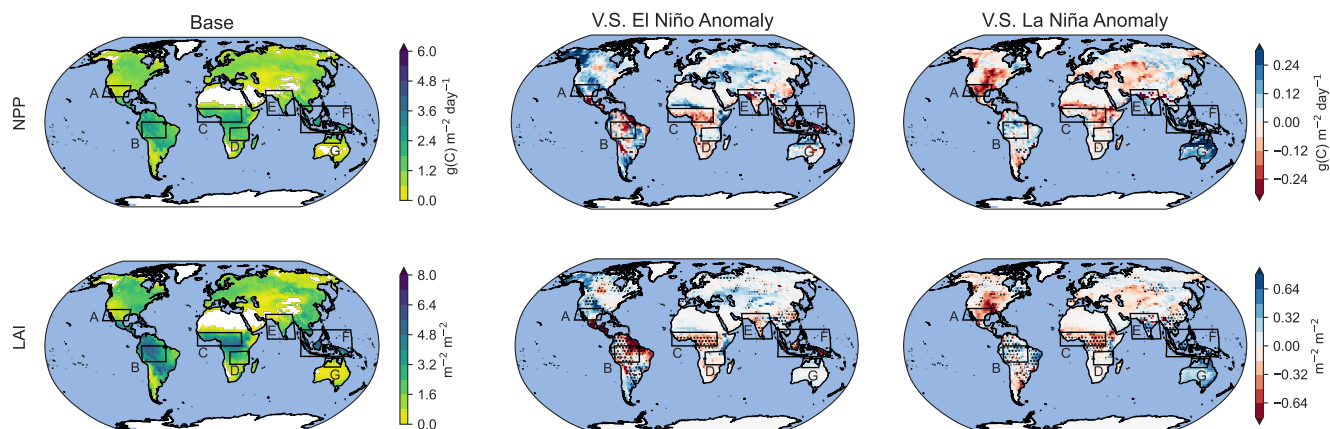 Base
V.S. El Niño Anomaly
V.S. La Niña Anomaly
NPP
A
B
C
D
E
F
G
6.0
4.8
3.6
2.4
1.2
0.0
g(C) m⁻² day⁻¹
A
B
C
D
E
F
G
A
B
C
D
E
F
G
0.24
0.12
0.00
−0.12
−0.24
g(C) m⁻² day⁻¹
LAI
A
B
C
D
E
F
G
8.0
6.4
4.8
3.2
1.6
0.0
m⁻² m⁻²
A
B
C
D
E
F
G
A
B
C
D
E
F
G
0.64
0.32
0.00
−0.32
−0.64
m⁻² m⁻²